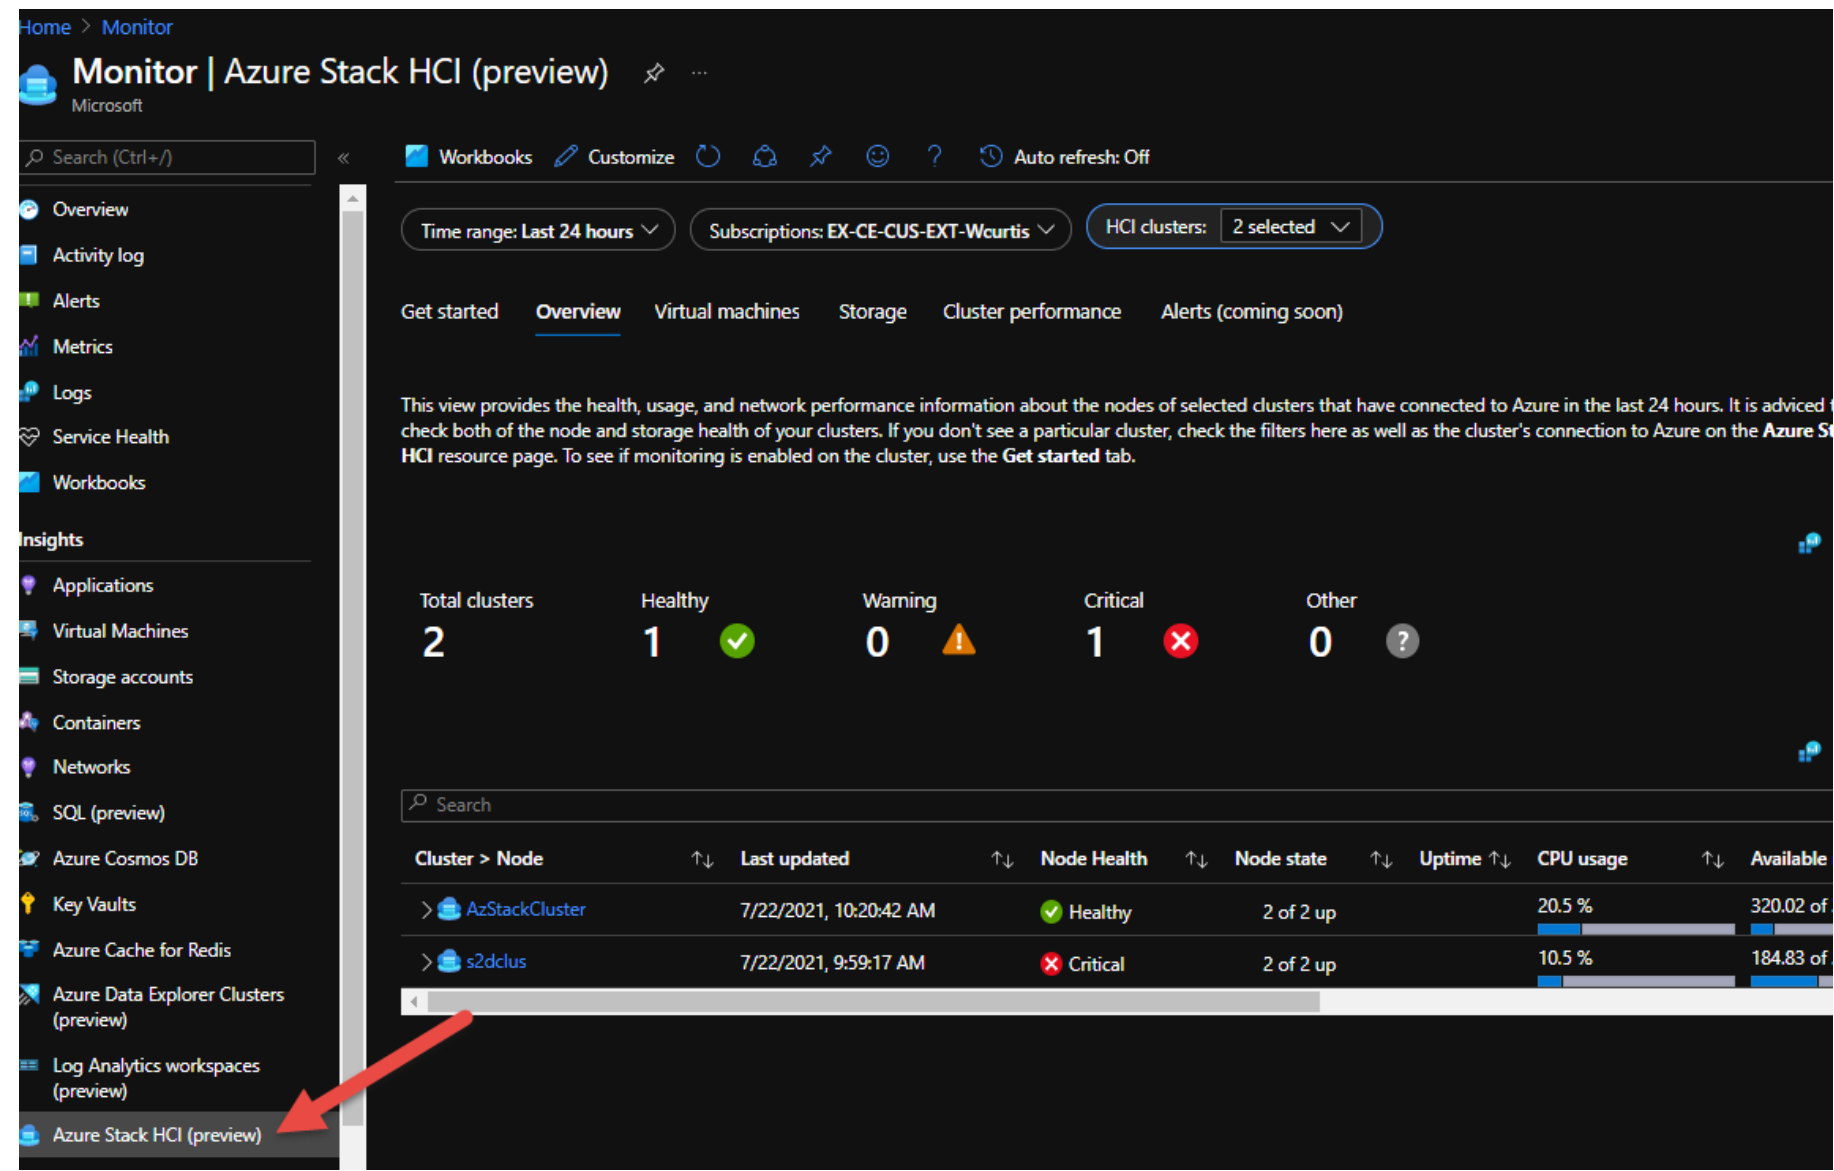 Home > Monitor
Monitor | Azure Stack HCI (preview) ...
Microsoft
Search (Ctrl+/) «
Overview
Activity log
Alerts
Metrics
Logs
Service Health
Workbooks
Insights
Applications
Virtual Machines
Storage accounts
Containers
Networks
SQL (preview)
Azure Cosmos DB
Key Vaults
Azure Cache for Redis
Azure Data Explorer Clusters
(preview)
Log Analytics workspaces
(preview)
Azure Stack HCI (preview)
Workbooks Customize ? Auto refresh: Off
Time range: Last 24 hours Subscriptions: EX-CE-CUS-EXT-Wcurtis HCI clusters: 2 selected
Get started Overview Virtual machines Storage Cluster performance Alerts (coming soon)
This view provides the health, usage, and network performance information about the nodes of selected clusters that have connected to Azure in the last 24 hours. It is adviced t
check both of the node and storage health of your clusters. If you don't see a particular cluster, check the filters here as well as the cluster's connection to Azure on the Azure St
HCI resource page. To see if monitoring is enabled on the cluster, use the Get started tab.
Total clusters Healthy Warning Critical Other
2 1 0 1 0 ?
Search
Cluster > Node ↑↓ Last updated ↑↓ Node Health ↑↓ Node state ↑↓ Uptime ↑↓ CPU usage ↑↓ Available
AzStackCluster 7/22/2021, 10:20:42 AM Healthy 2 of 2 up 20.5 % 320.02 of
s2dclus 7/22/2021, 9:59:17 AM Critical 2 of 2 up 10.5 % 184.83 of